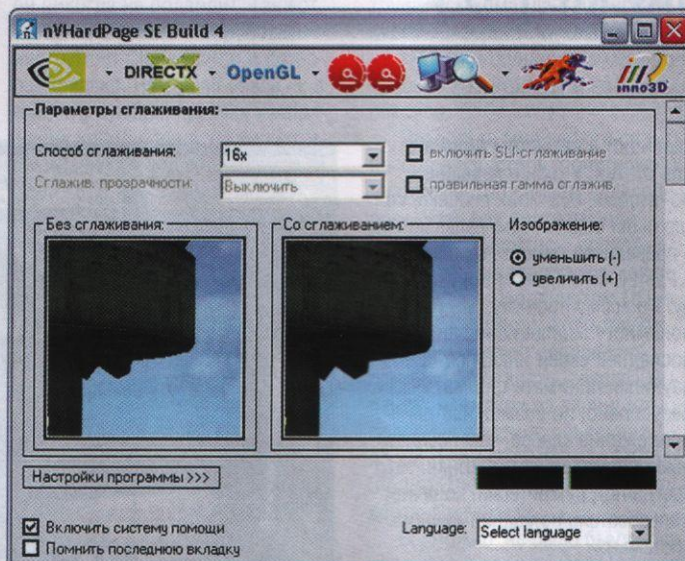 nVHardPage SE Build 4
DIRECTX OpenGL inno3D
Параметры сглаживания:
Способ сглаживания: 16x включить SLI-сглаживание
Сглажив. прозрачности: Выключить правильная гамма сглажив.
Без сглаживания: Со сглаживанием: Изображение:
уменьшить (-)
увеличить (+)
Настройки программы >>>
Включить систему помощи Language: Select language
Помнить последнюю вкладку